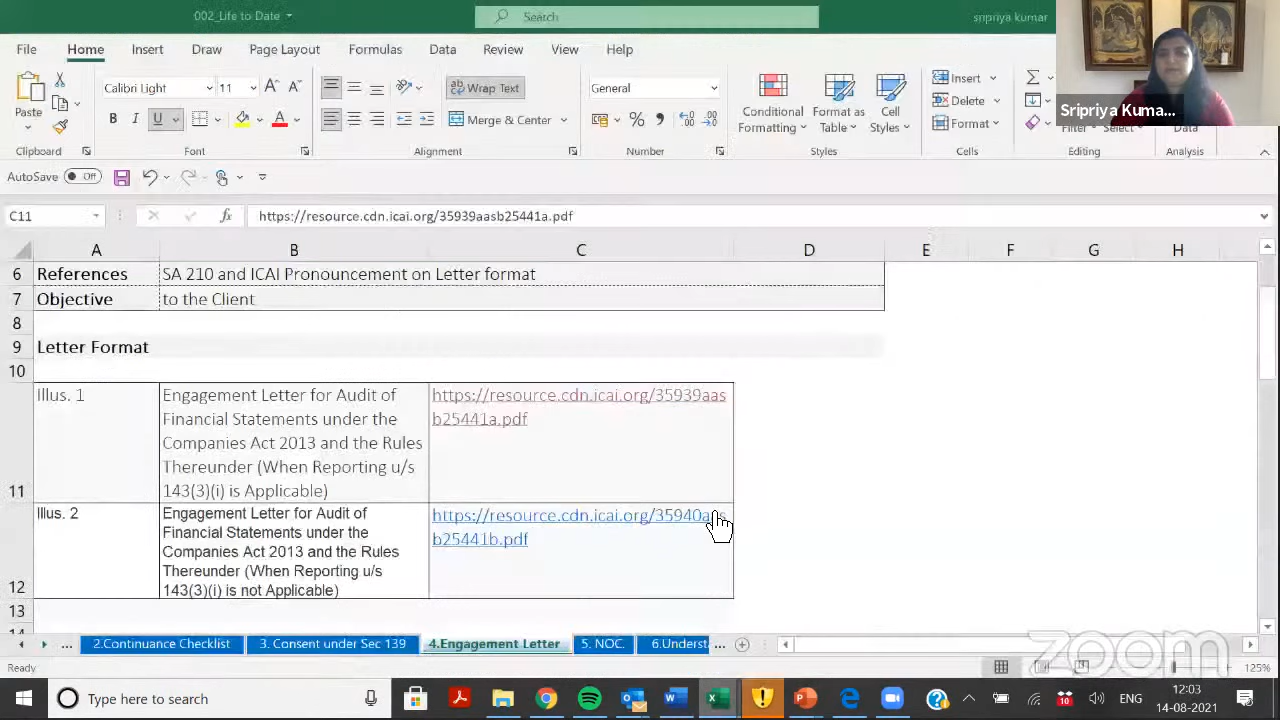 002_Life to Date
Search
sripriya kumar
File Home Insert Draw Page Layout Formulas Data Review View Help
Paste
Calibri Light 11
Wrap Text
Merge & Center
General
Conditional Formatting
Format as Table
Cell Styles
Insert
Delete
Format
Filter
Data
Clipboard Font Alignment Number Styles Cells Editing Analysis
Sripriya Kuma...
AutoSave Off
C11
https://resource.cdn.icai.org/35939aasb25441a.pdf
A B C D E F G H
6 References SA 210 and ICAI Pronouncement on Letter format
7 Objective to the Client
8
9 Letter Format
10
Illus. 1
Engagement Letter for Audit of
Financial Statements under the
Companies Act 2013 and the Rules
Thereunder (When Reporting u/s
143(3)(i) is Applicable)
https://resource.cdn.icai.org/35939aas
b25441a.pdf
11
Illus. 2
Engagement Letter for Audit of
Financial Statements under the
Companies Act 2013 and the Rules
Thereunder (When Reporting u/s
143(3)(i) is not Applicable)
https://resource.cdn.icai.org/35940aas
b25441b.pdf
12
13
2.Continuance Checklist 3. Consent under Sec 139 4.Engagement Letter 5. NOC. 6.Underst ...
zoom
Ready
125%
Type here to search
10
ENG
12:03
14-08-2021